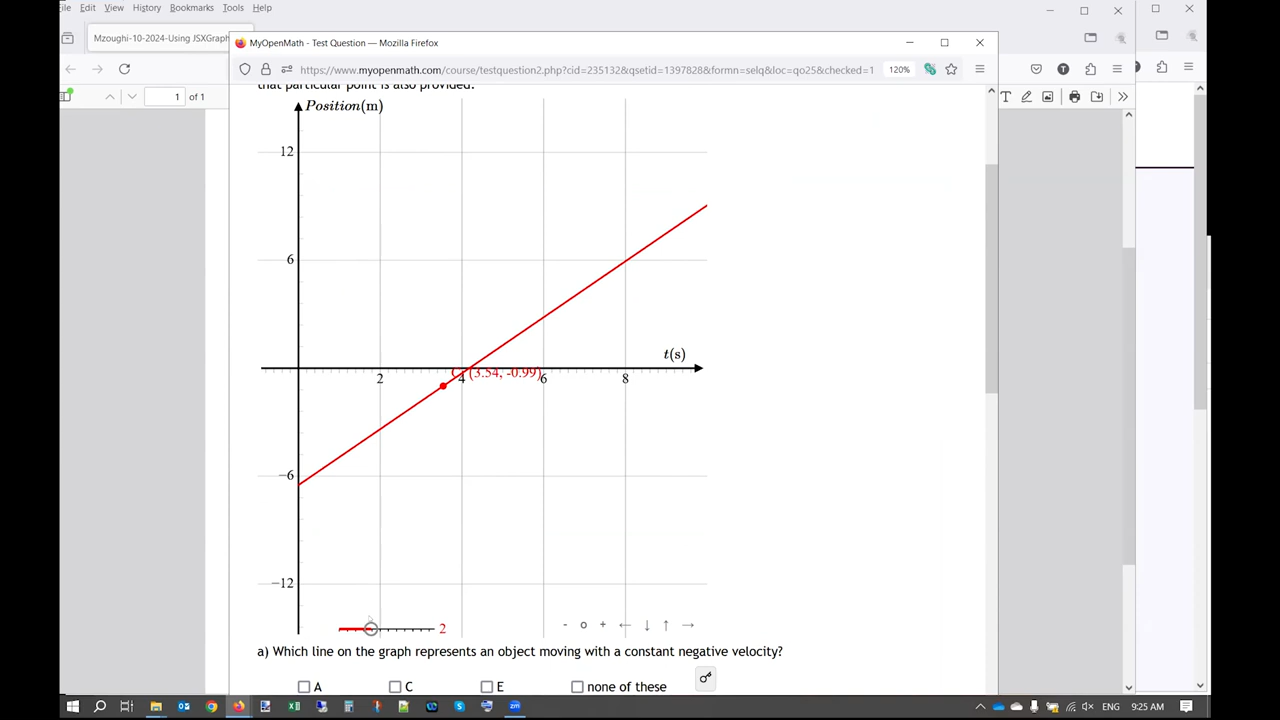 File Edit View History Bookmarks Tools Help
Mzoughi-10-2024-Using JSXGraph
MyOpenMath - Test Question — Mozilla Firefox
https://www.myopenmath.com/course/testquestion2.php?cid=235132&qsetid=1397828&formn=selq&loc=qo25&checked=1
120%
1 of 1
that particular point is also provided.
Position(m)
12
6
t(s)
2
4
6
8
C (3.54, -0.99)
−6
−12
2
- o + ← ↓ ↑ →
a) Which line on the graph represents an object moving with a constant negative velocity?
A C E none of these
ENG 9:25 AM